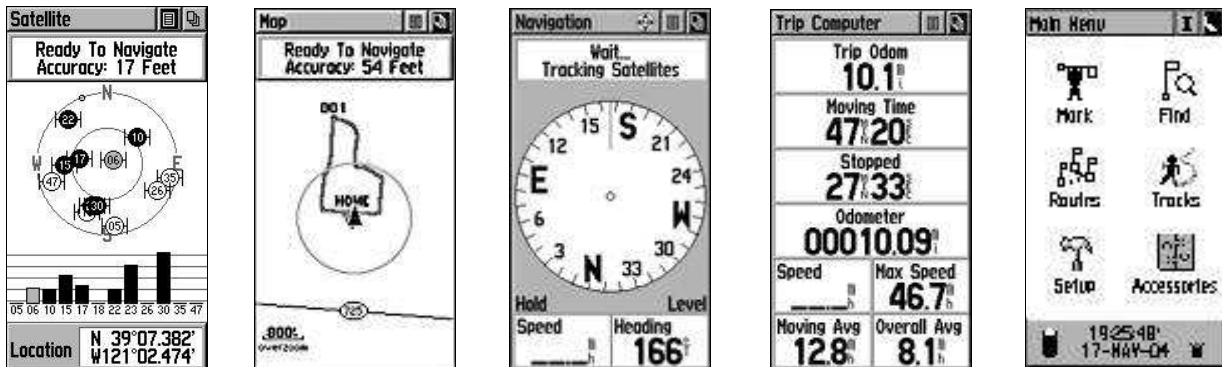 Satellite
Ready To Navigate
Accuracy: 17 Feet
N
22
10
17
15
06
W
E
47
35
26
30
05
S
05 06 10 15 17 18 22 23 26 30 35 47
Location
N 39°07.382'
W121°02.474'
Map
Ready To Navigate
Accuracy: 54 Feet
001
HOME
725
800ft
overzoom
Navigation
Wait...
Tracking Satellites
15 S 21
12 24
E W
6 30
3 N 33
Hold Level
Speed Heading
166°
Trip Computer
Trip Odom
10.1
Moving Time
47 20
Stopped
27 33
Odometer
00010.09
Speed Max Speed
46.7
Moving Avg Overall Avg
12.8 8.1
Main Menu
Mark Find
Routes Tracks
Setup Accessories
19:25:48
17-MAY-04